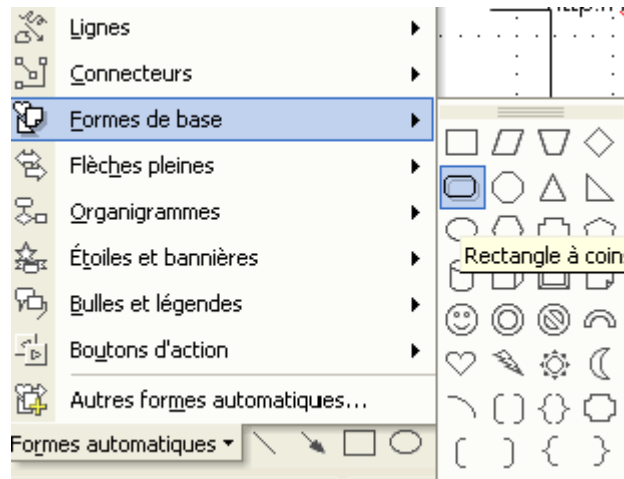 Lignes
Connecteurs
Formes de base
Flèches pleines
Organigrammes
Étoiles et bannières
Rectangle à coin
Bulles et légendes
Boutons d'action
Autres formes automatiques...
Formes automatiques